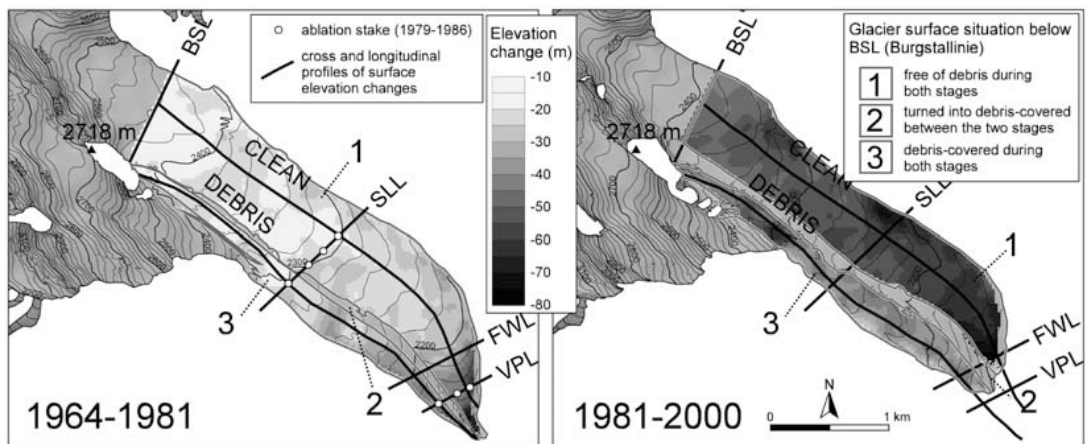 BSL
ablation stake (1979-1986)
cross and longitudinal
profiles of surface
elevation changes
2718 m
CLEAN
DEBRIS
1
SLL
3
2
FWL
VPL
2400
2300
2200
1964-1981
Elevation
change (m)
-10
-20
-30
-40
-50
-60
-70
-80
BSL
Glacier surface situation below
BSL (Burgstallinie)
1 free of debris during
both stages
2 turned into debris-covered
between the two stages
3 debris-covered during
both stages
2718 m
2400
CLEAN
DEBRIS
SLL
1
3
FWL
VPL
2
N
0 1 km
1981-2000